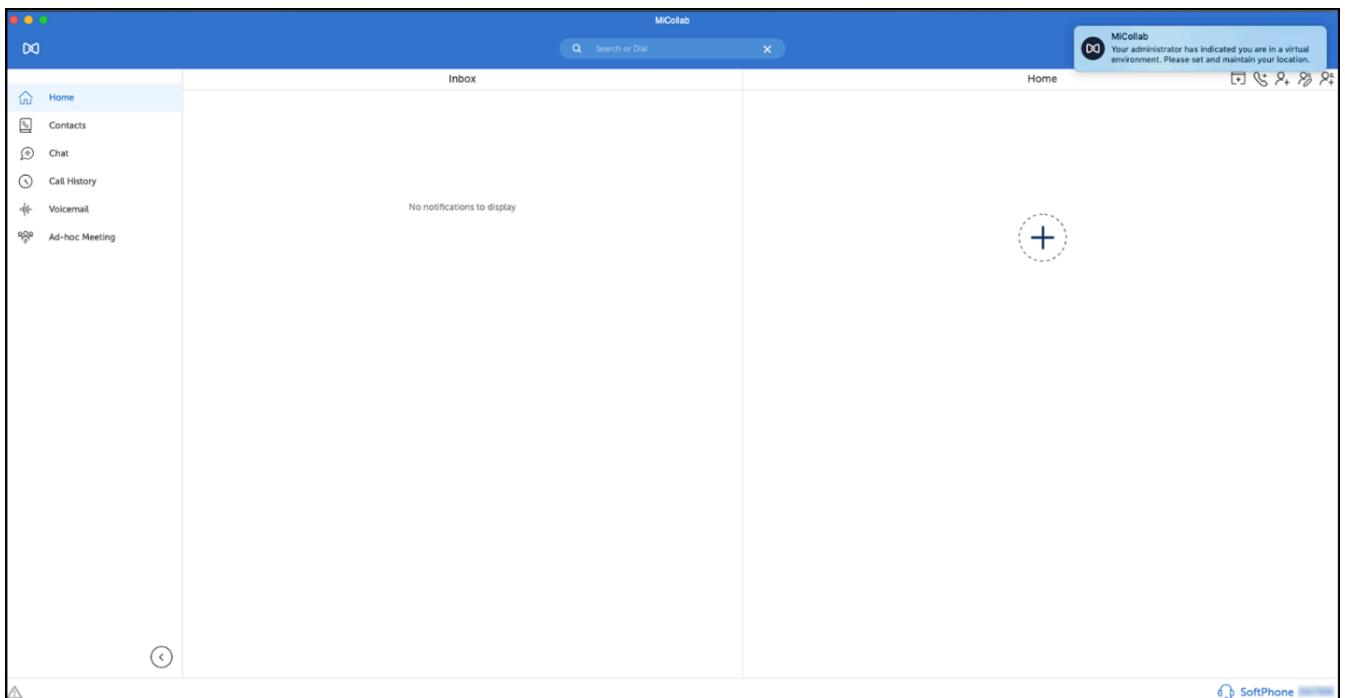 MiCollab
Search or Dial
MiCollab
Your administrator has indicated you are in a virtual
environment. Please set and maintain your location.
Inbox
Home
Home
Contacts
Chat
Call History
Voicemail
Ad-hoc Meeting
No notifications to display
SoftPhone